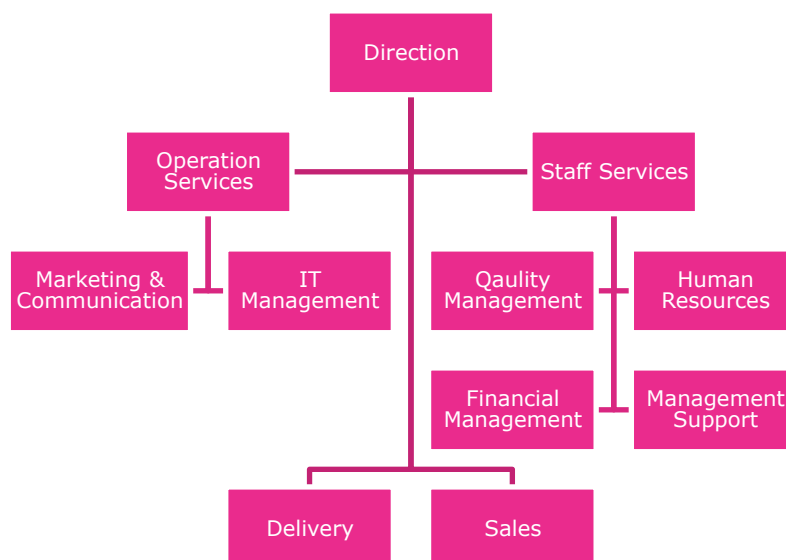 Direction
Operation
Services
Staff Services
Marketing &
Communication
IT
Management
Qaulity
Management
Human
Resources
Financial
Management
Management
Support
Delivery
Sales